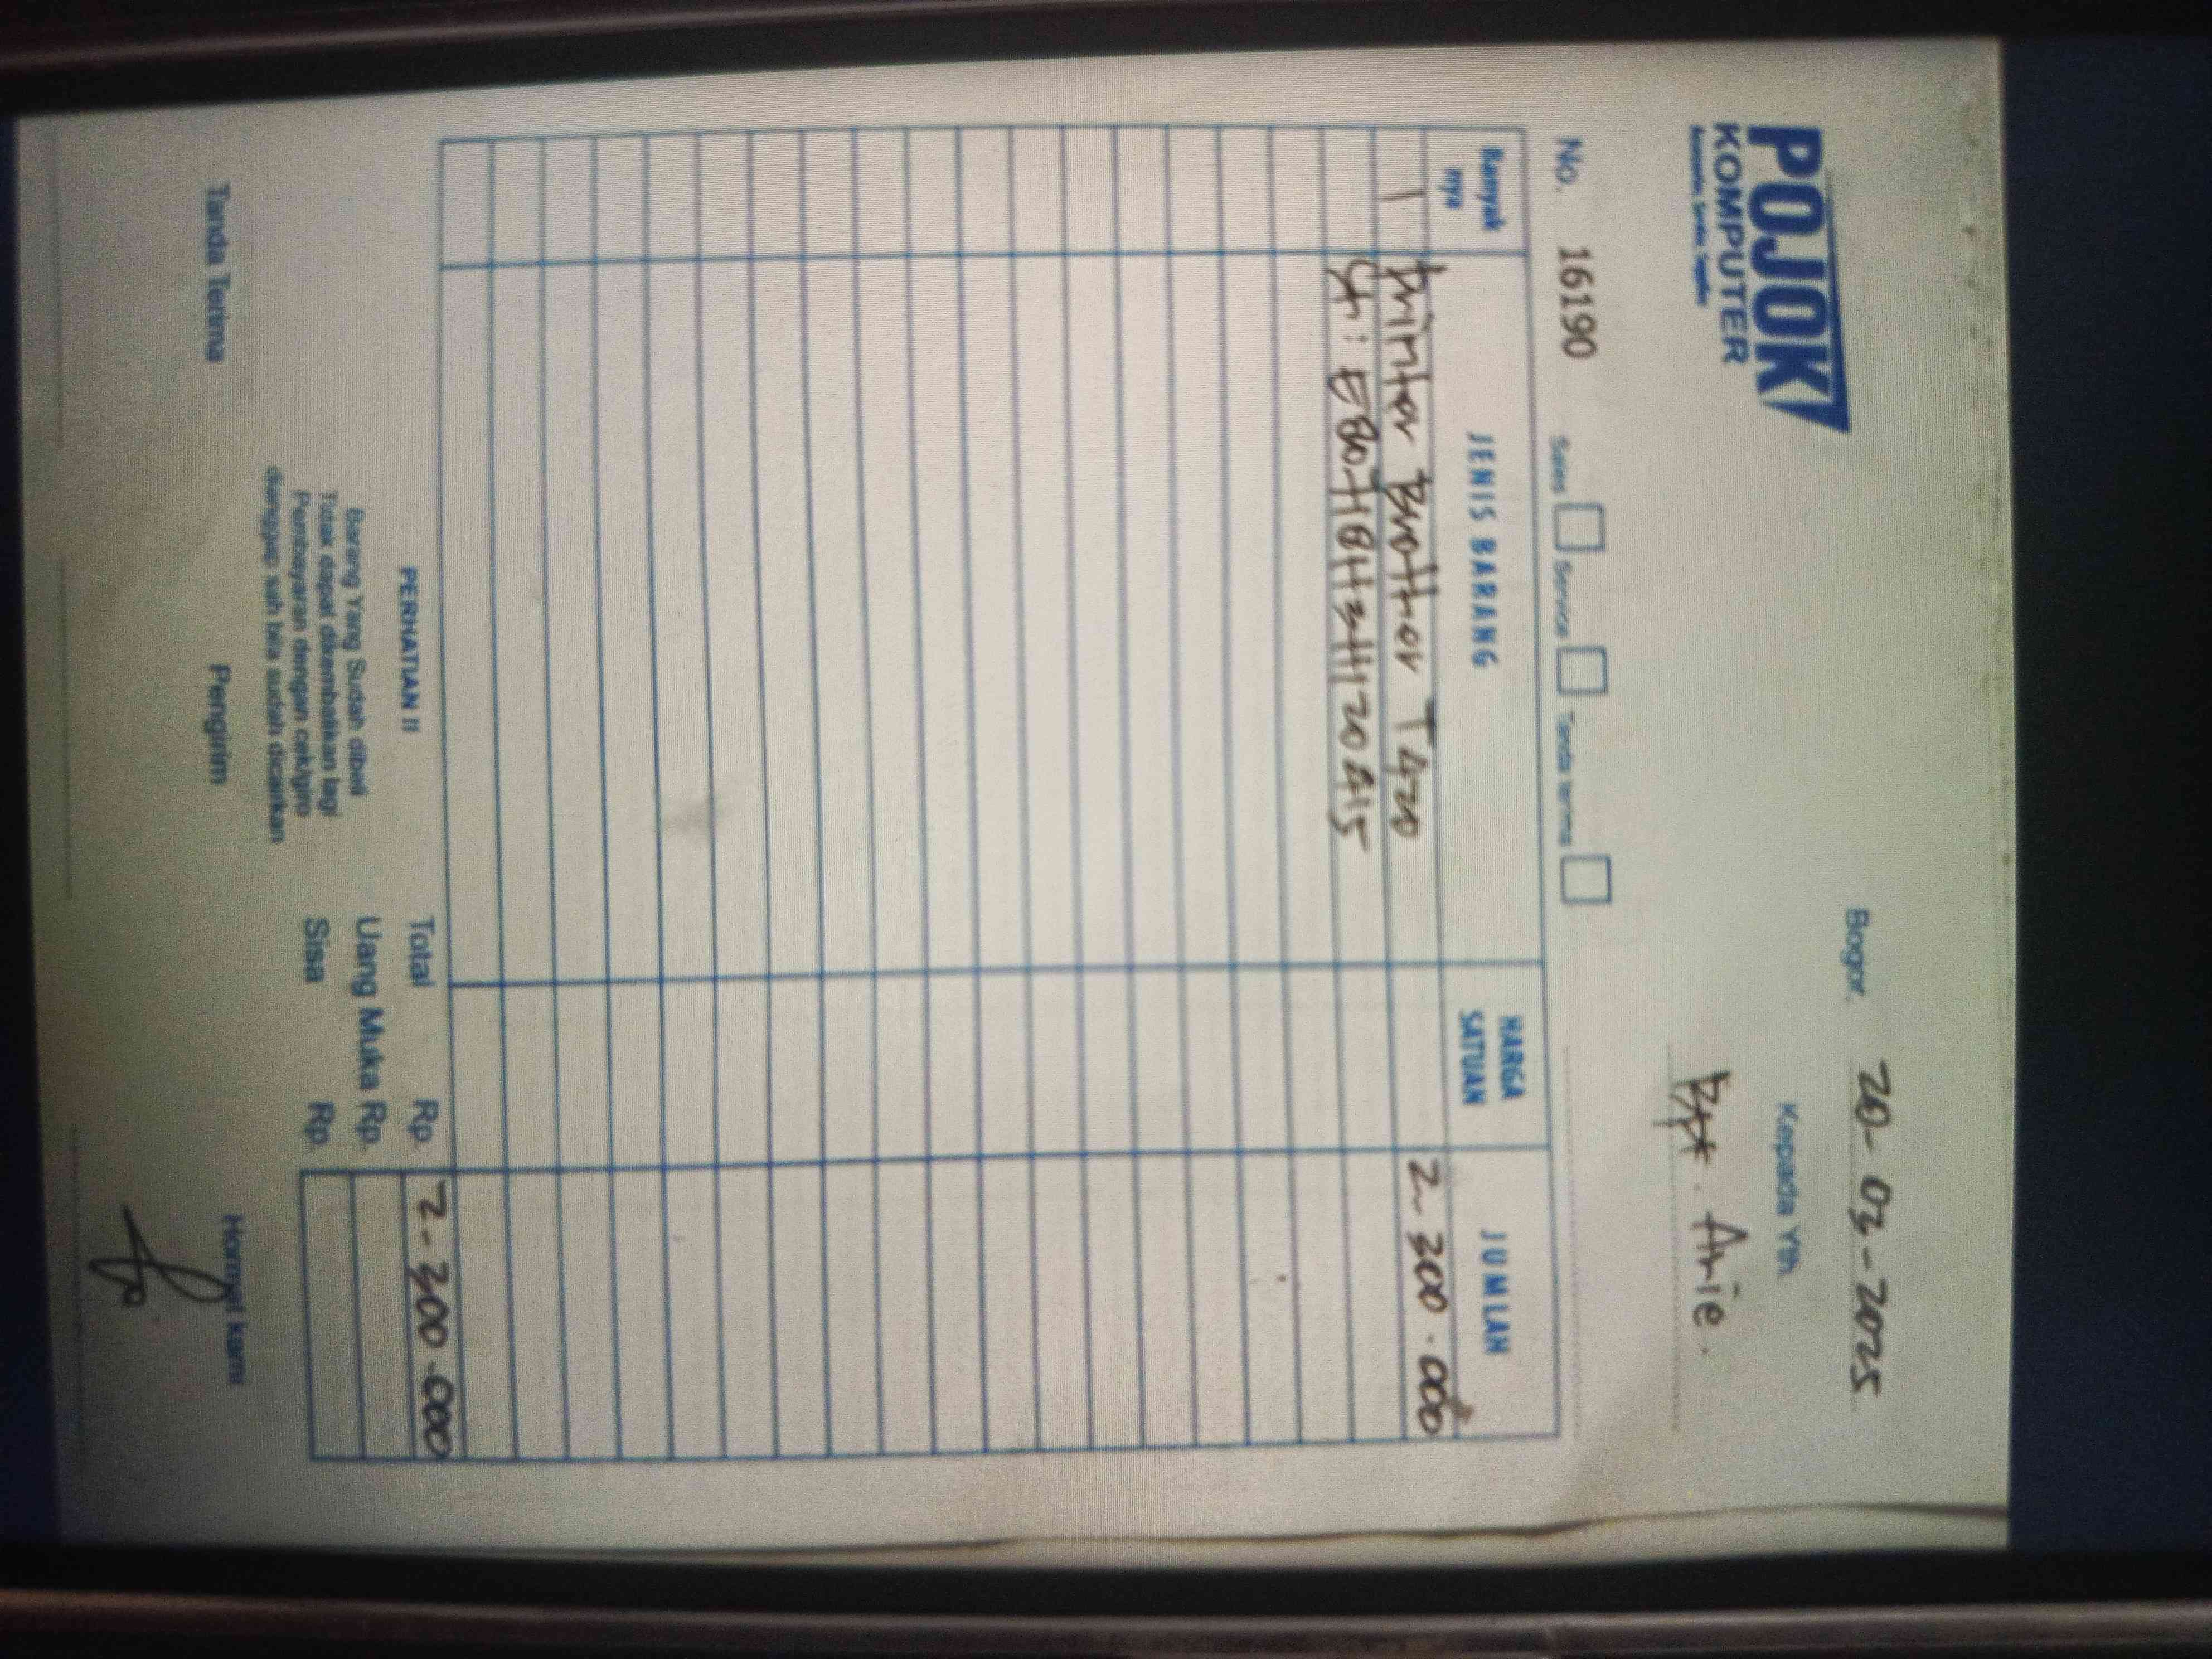 POJOK
KOMPUTER
Accessories, Service, Supplies
Bogor, 20-03-2025
Kepada Yth.
Bpk. Arie.
No. 16190 Sales Service Tanda terima
Banyak nya JENIS BARANG HARGA SATUAN JUMLAH
1 Printer Brother T420 2.300.000
PERHATIAN !!
Barang Yang Sudah dibeli
Tidak dapat dikembalikan lagi
Pembayaran dengan cek/giro
dianggap sah bila sudah dicairkan
Total Rp. 2.300.000
Uang Muka Rp.
Sisa Rp.
Tanda Terima Pengirim Hormat kami